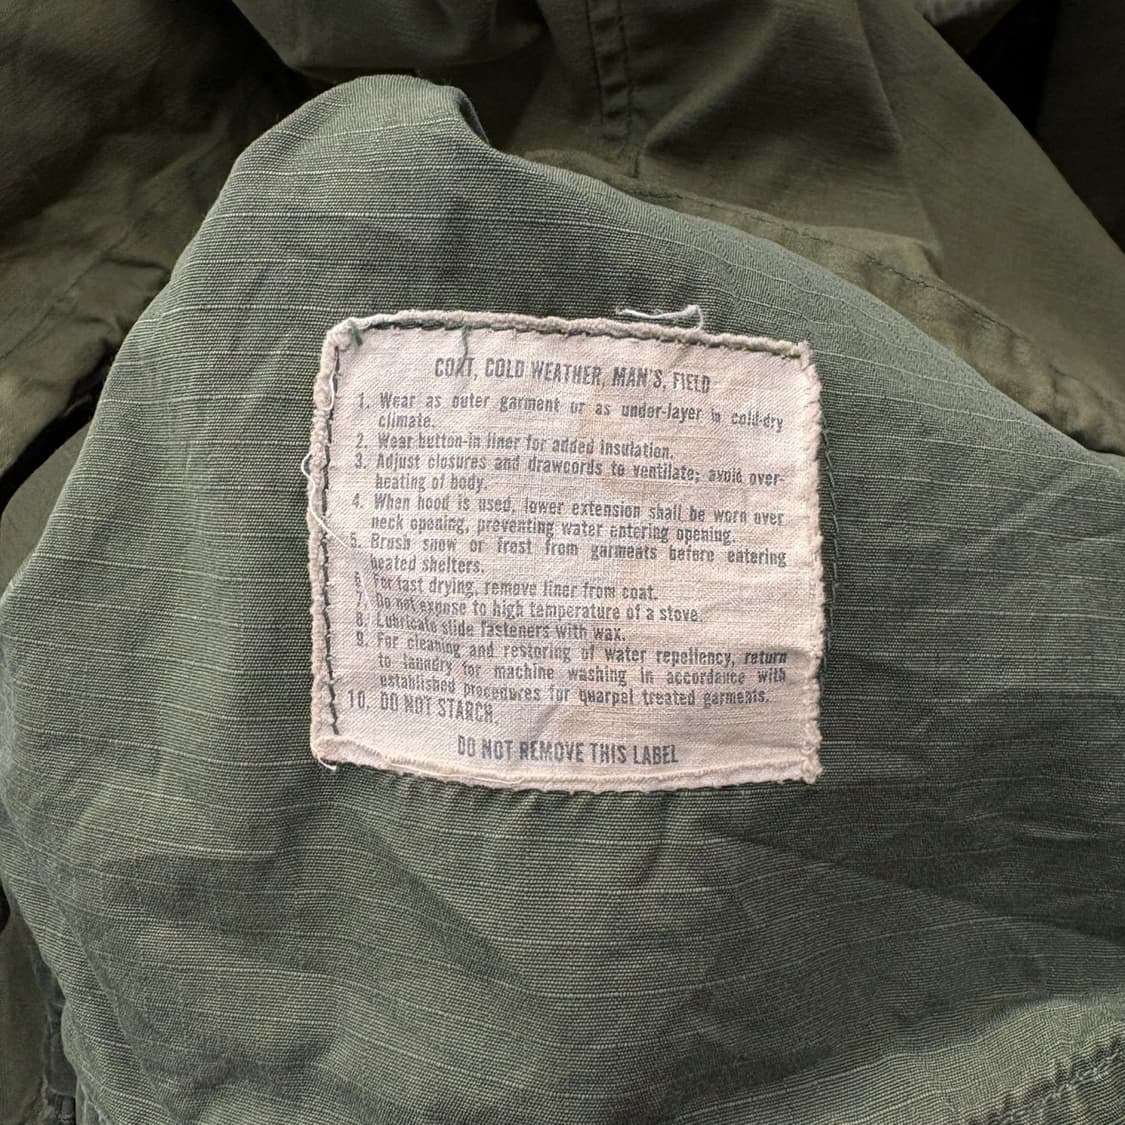 COAT, COLD WEATHER, MAN'S, FIELD
1. Wear as outer garment or as under-layer in cold-dry
climate.
2. Wear button-in liner for added insulation.
3. Adjust closures and drawcords to ventilate; avoid over-
heating of body.
4. When hood is used, lower extension shall be worn over
neck opening, preventing water entering opening.
5. Brush snow or frost from garments before entering
heated shelters.
6. For fast drying, remove liner from coat.
7. Do not expose to high temperature of a stove.
8. Lubricate slide fasteners with wax.
9. For cleaning and restoring of water repellency, return
to laundry for machine washing in accordance with
established procedures for quarpel treated garments.
10. DO NOT STARCH.
DO NOT REMOVE THIS LABEL